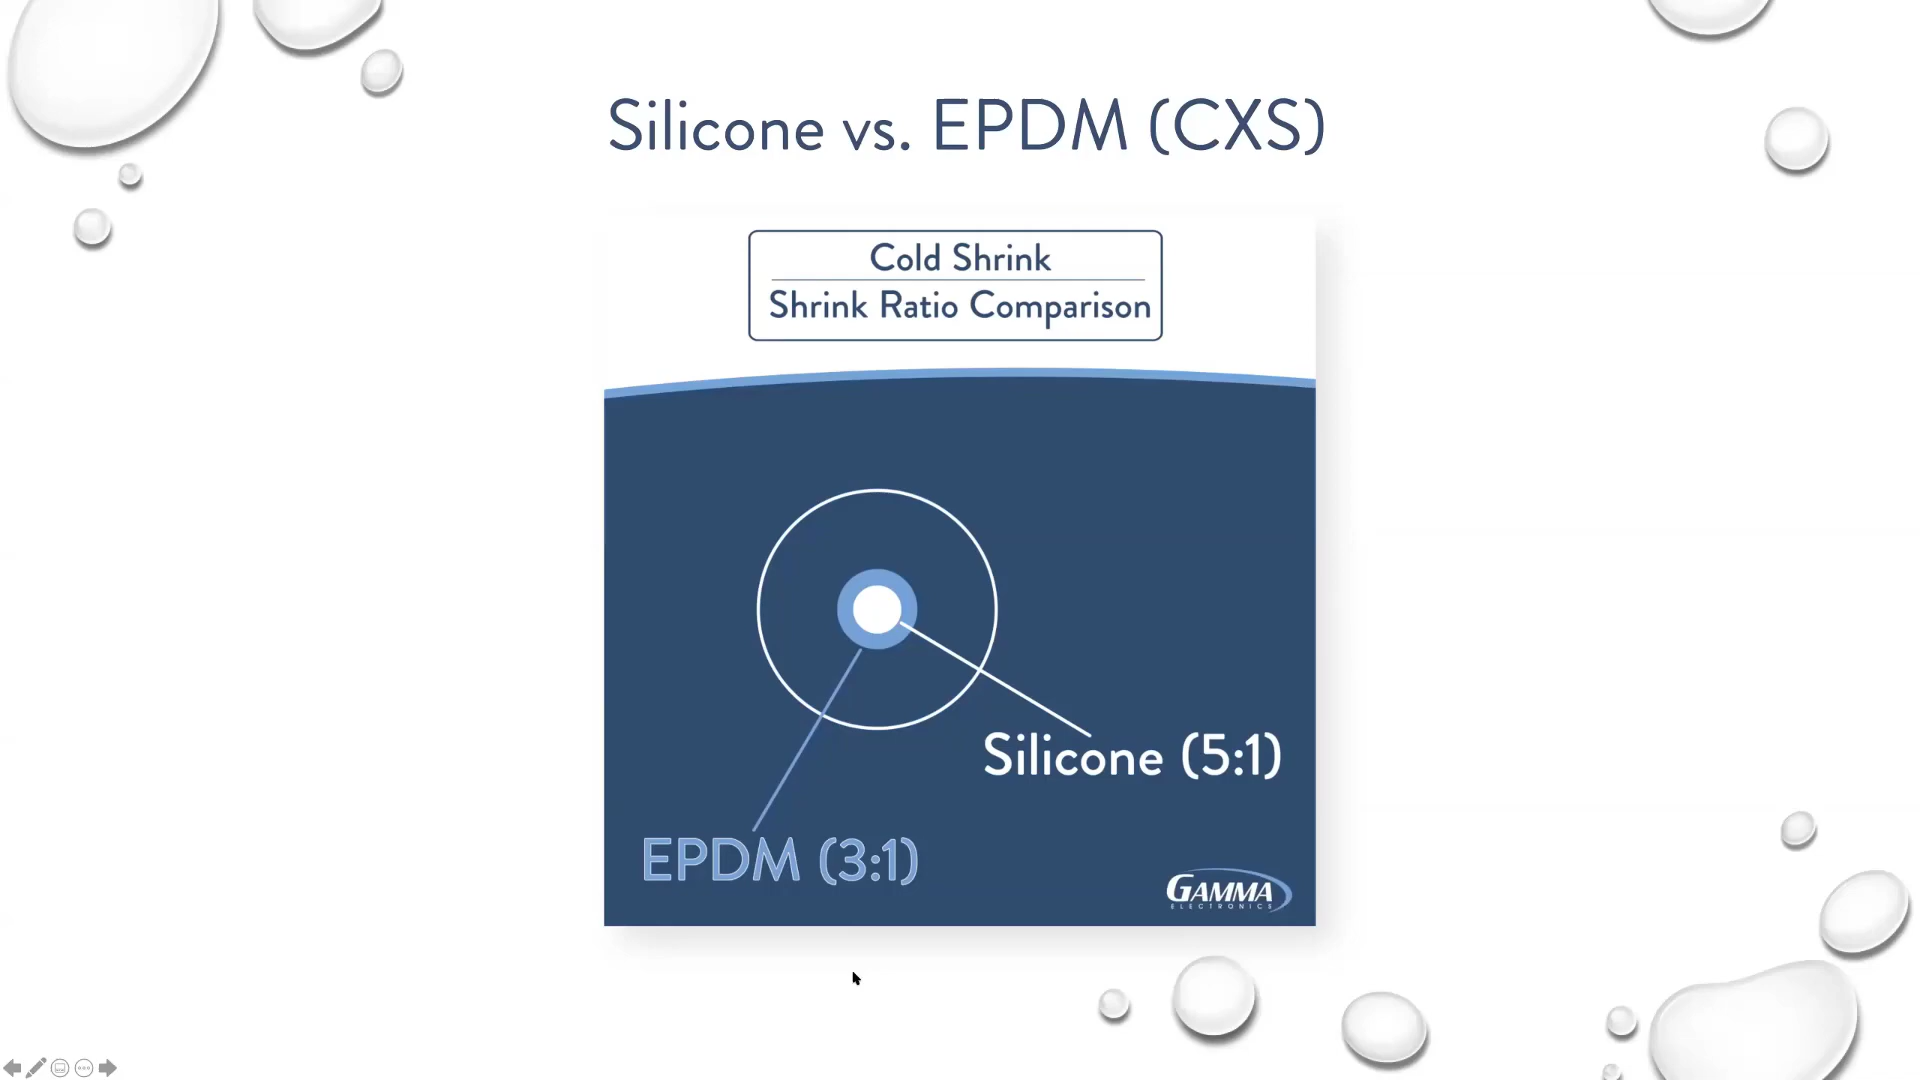 Silicone vs. EPDM (CXS)
Cold Shrink
Shrink Ratio Comparison
Silicone (5:1)
EPDM (3:1)
GAMMA
ELECTRONICS